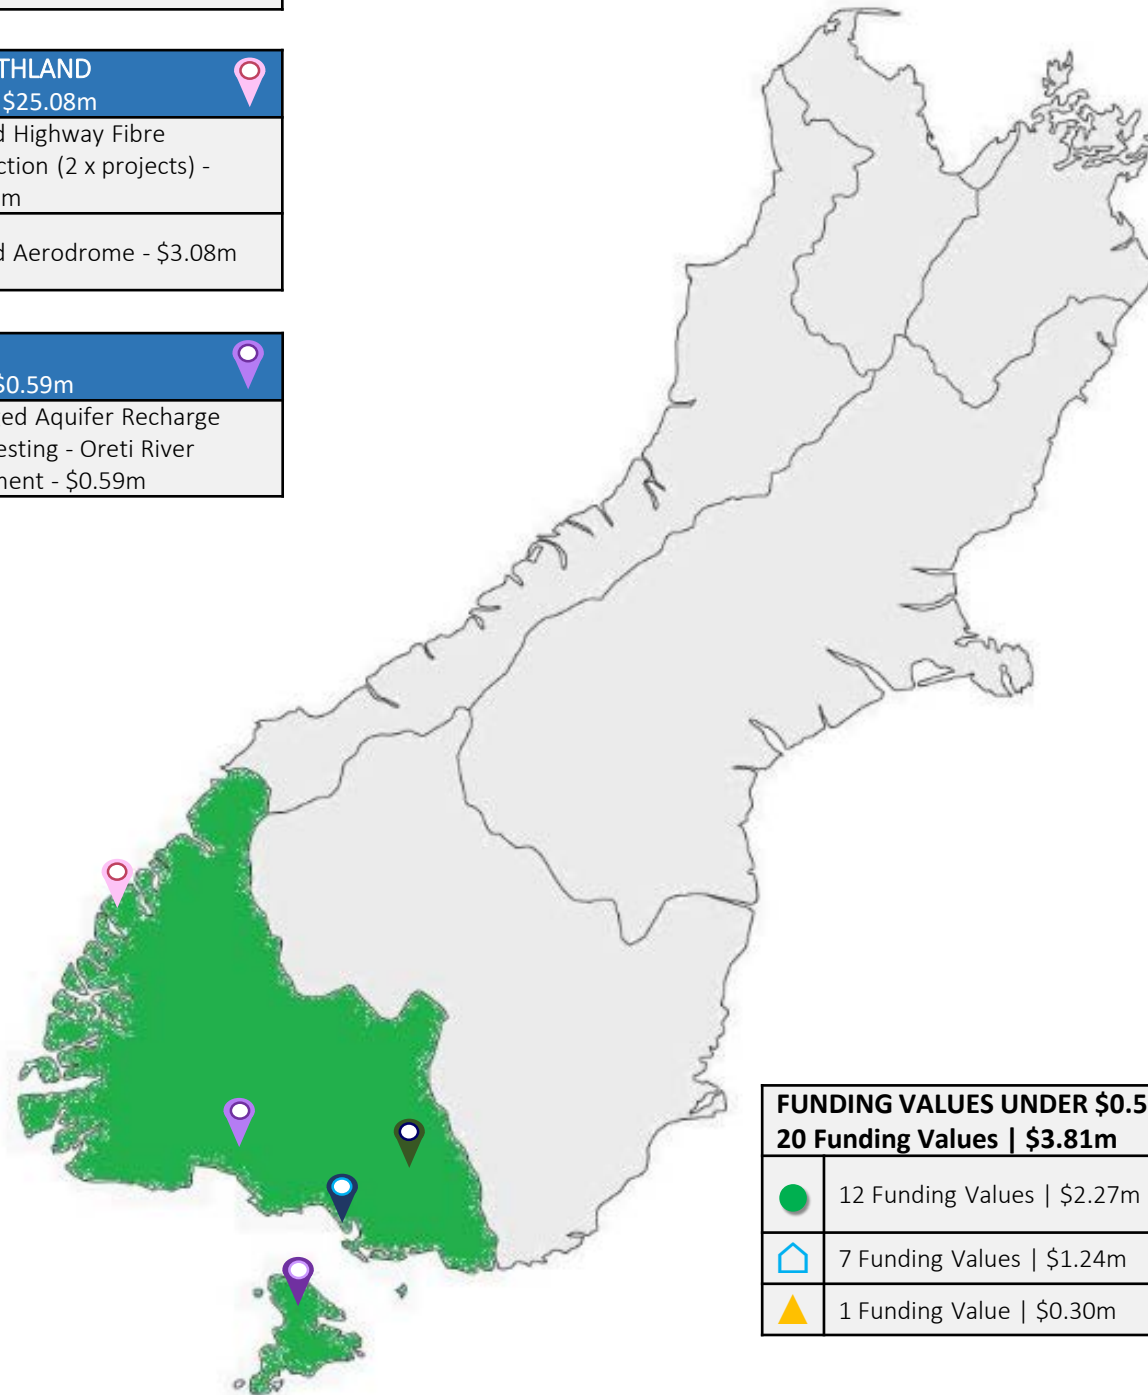 THLAND
$25.08m
d Highway Fibre
ction (2 x projects) -
m
d Aerodrome - $3.08m
$0.59m
ed Aquifer Recharge
esting - Oreti River
ment - $0.59m
FUNDING VALUES UNDER $0.5
20 Funding Values | $3.81m
12 Funding Values | $2.27m
7 Funding Values | $1.24m
1 Funding Value | $0.30m